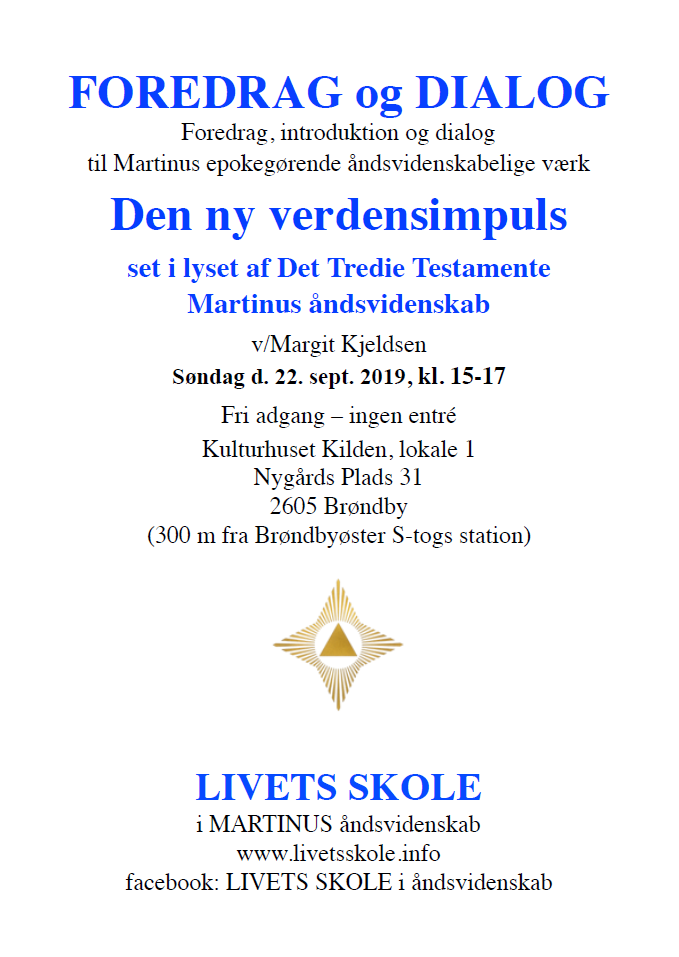 FOREDRAG og DIALOG
Foredrag, introduktion og dialog
til Martinus epokegørende åndsvidenskabelige værk
Den ny verdensimpuls
set i lyset af Det Tredie Testamente
Martinus åndsvidenskab
v/Margit Kjeldsen
Søndag d. 22. sept. 2019, kl. 15-17
Fri adgang – ingen entré
Kulturhuset Kilden, lokale 1
Nygårds Plads 31
2605 Brøndby
(300 m fra Brøndbyøster S-togs station)
LIVETS SKOLE
i MARTINUS åndsvidenskab
www.livetsskole.info
facebook: LIVETS SKOLE i åndsvidenskab